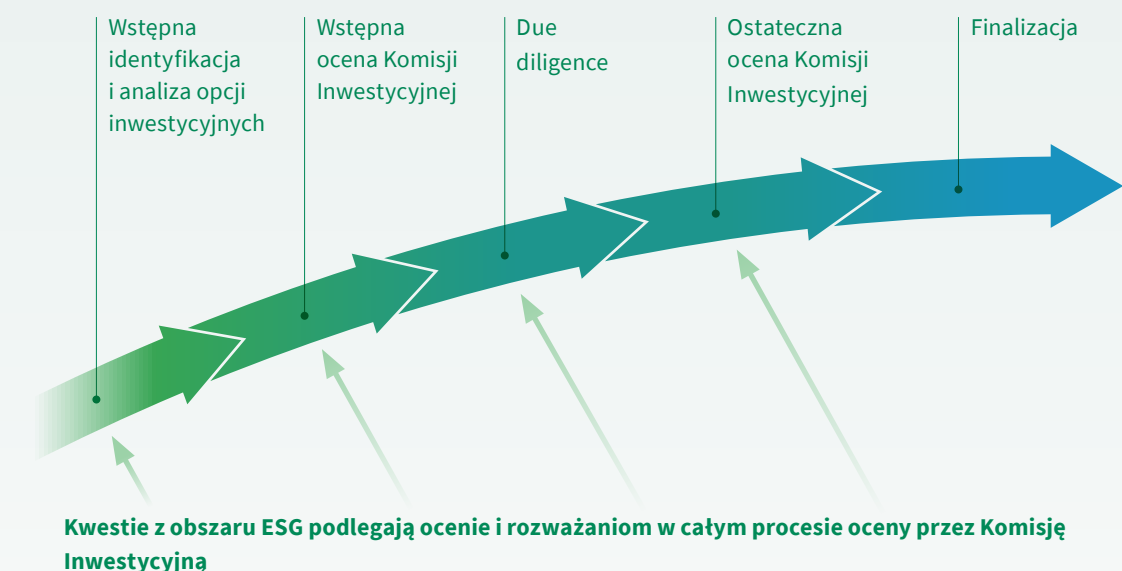 Wstępna
identyfikacja
i analiza opcji
inwestycyjnych
Wstępna
ocena Komisji
Inwestycyjnej
Due
diligence
Ostateczna
ocena Komisji
Inwestycyjnej
Finalizacja
Kwestie z obszaru ESG podlegają ocenie i rozważaniom w całym procesie oceny przez Komisję
Inwestycyjną